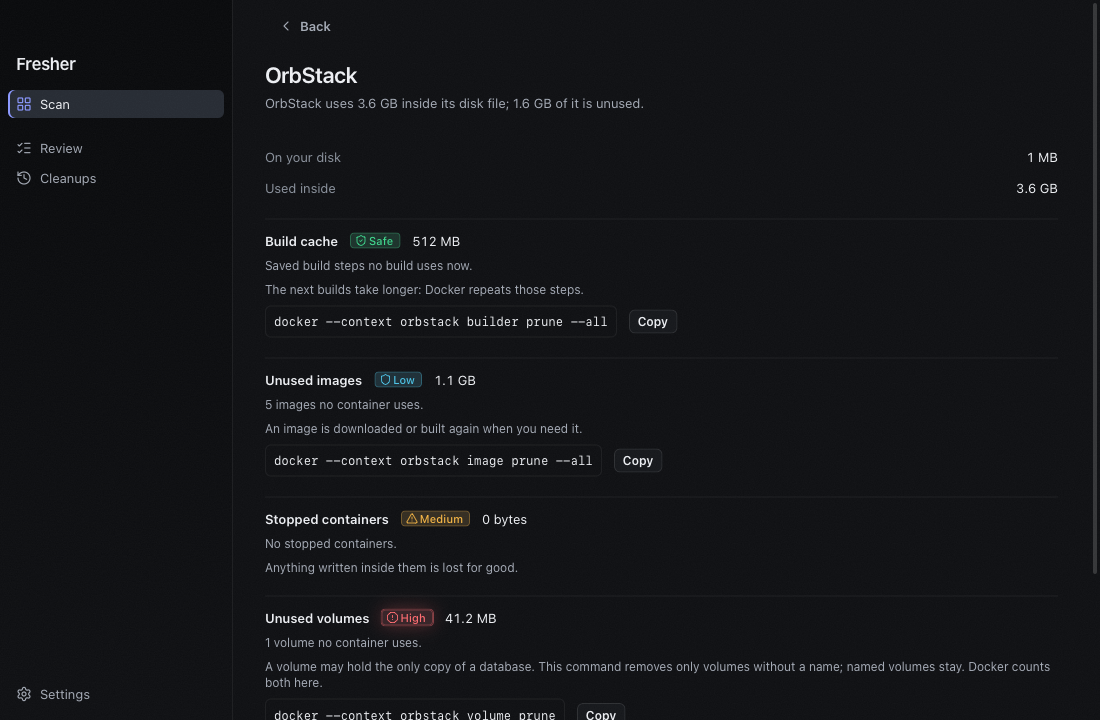 Back
Fresher
Scan
Review
Cleanups
Settings
OrbStack
OrbStack uses 3.6 GB inside its disk file; 1.6 GB of it is unused.
On your disk 1 MB
Used inside 3.6 GB
Build cache Safe 512 MB
Saved build steps no build uses now.
The next builds take longer: Docker repeats those steps.
docker --context orbstack builder prune --all Copy
Unused images Low 1.1 GB
5 images no container uses.
An image is downloaded or built again when you need it.
docker --context orbstack image prune --all Copy
Stopped containers Medium 0 bytes
No stopped containers.
Anything written inside them is lost for good.
Unused volumes High 41.2 MB
1 volume no container uses.
A volume may hold the only copy of a database. This command removes only volumes without a name; named volumes stay. Docker counts
both here.
docker --context orbstack volume prune Copy